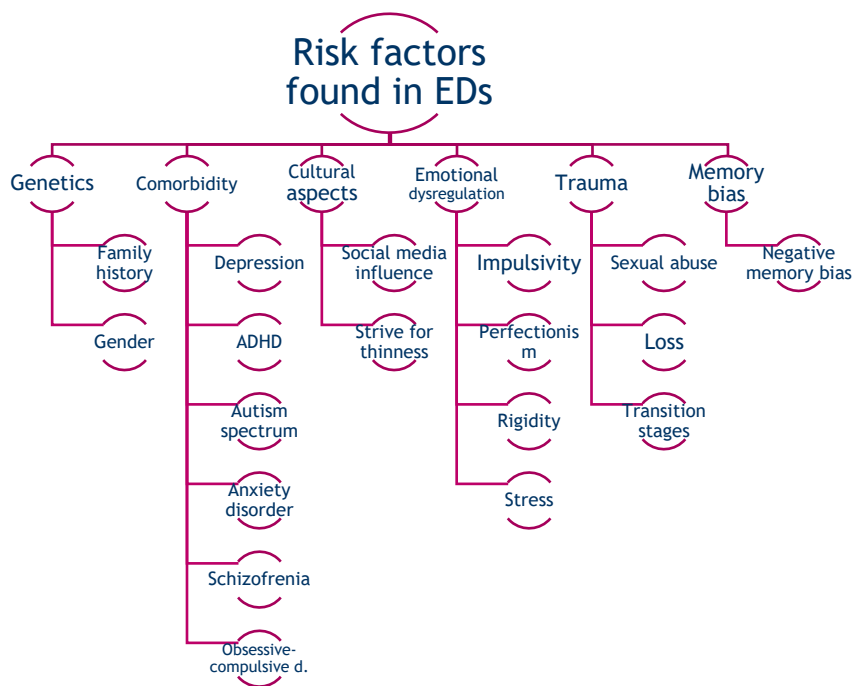 Risk factors
found in EDs
Genetics
Comorbidity
Cultural
aspects
Emotional
dysregulation
Trauma
Memory
bias
Family
history
Gender
Depression
ADHD
Autism
spectrum
Anxiety
disorder
Schizofrenia
Obsessive-
compulsive d.
Social media
influence
Strive for
thinness
Impulsivity
Perfectionis
m
Rigidity
Stress
Sexual abuse
Loss
Transition
stages
Negative
memory bias